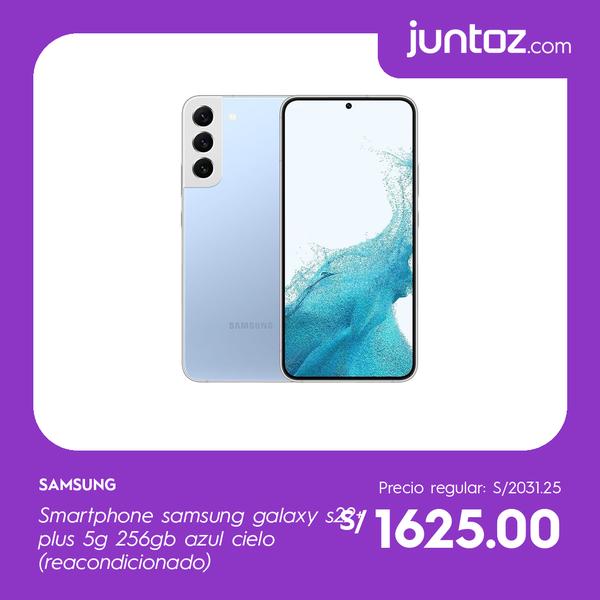 juntoz.com
SAMSUNG
SAMSUNG
Precio regular: S/2031.25
Smartphone samsung galaxy s22+
plus 5g 256gb azul cielo
(reacondicionado)
S/ 1625.00